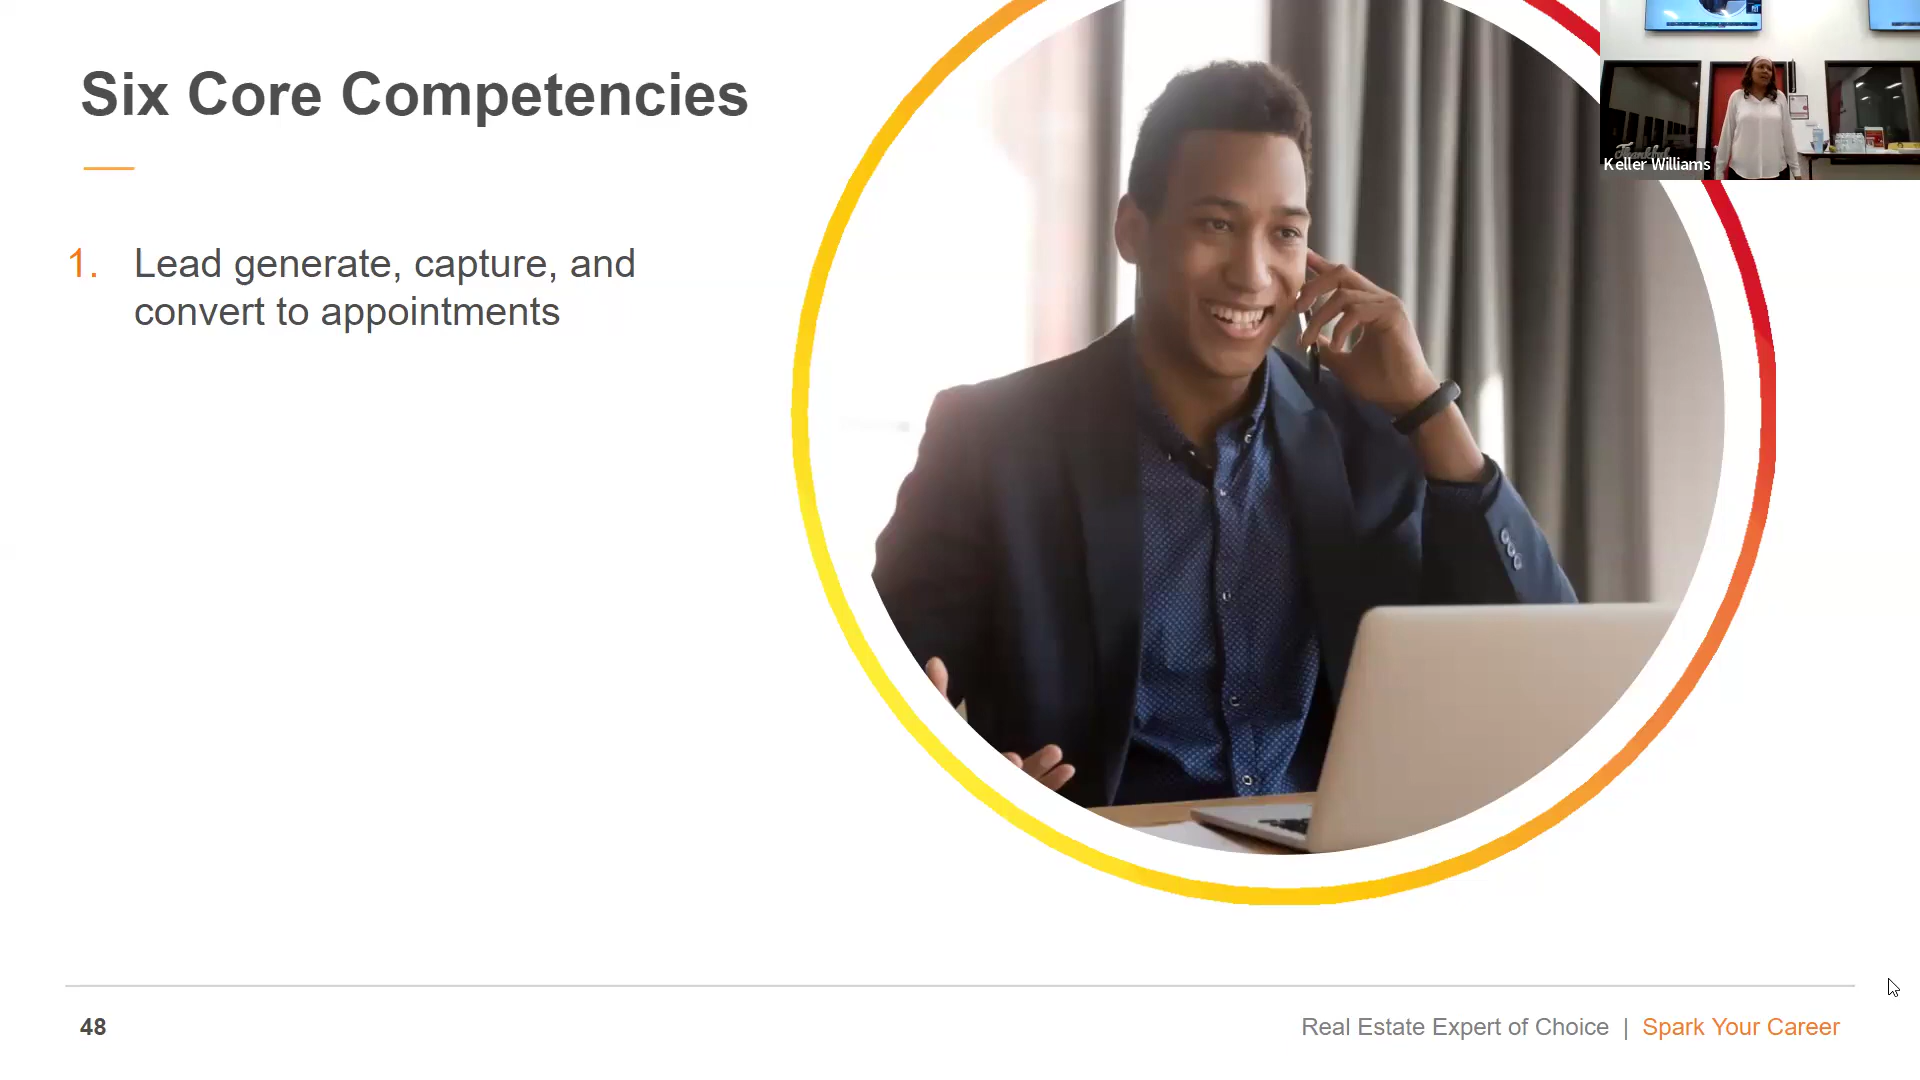 Six Core Competencies
1. Lead generate, capture, and
convert to appointments
Thankful
Keller Williams
48
Real Estate Expert of Choice | Spark Your Career